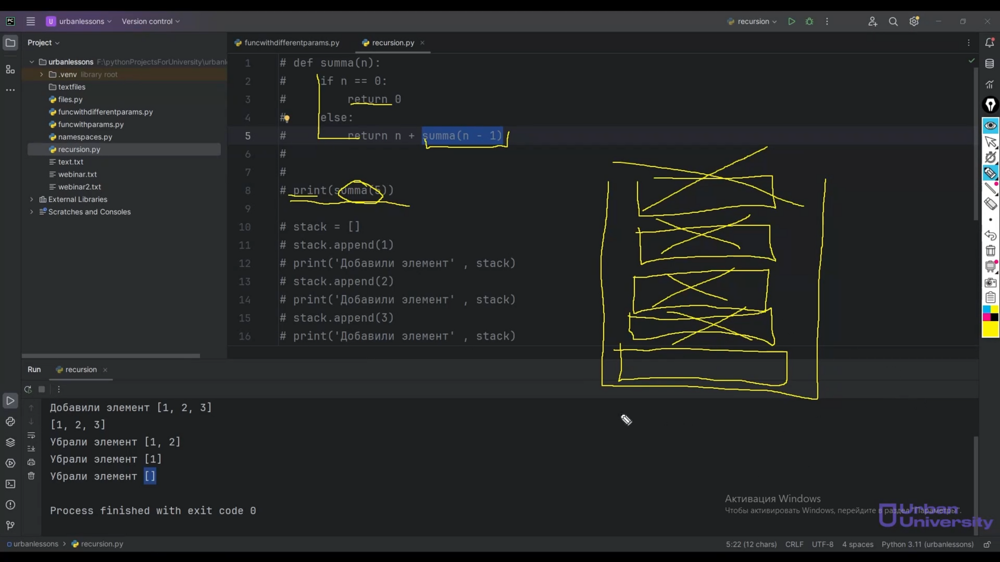 PC
U urbanlessons
Version control
recursion
Project
funcwithdifferentparams.py
recursion.py
urbanlessons F:\pythonProjectsForUniversity\urbanl
.venv library root
textfiles
files.py
funcwithdifferentparams.py
funcwithparams.py
namespaces.py
recursion.py
text.txt
webinar.txt
webinar2.txt
External Libraries
Scratches and Consoles
1 # def summa(n):
2 #     if n == 0:
3 #         return 0
4 #     else:
5 #         return n + summa(n - 1)
6 #
7 #
8 # print(summa(5))
9
10 # stack = []
11 # stack.append(1)
12 # print('Добавили элемент' , stack)
13 # stack.append(2)
14 # print('Добавили элемент' , stack)
15 # stack.append(3)
16 # print('Добавили элемент' , stack)
Run
recursion
Добавили элемент [1, 2, 3]
[1, 2, 3]
Убрали элемент [1, 2]
Убрали элемент [1]
Убрали элемент []
Process finished with exit code 0
Активация Windows
Чтобы активировать Windows, перейдите в раздел "Параметры".
Urban
University
urbanlessons > recursion.py
5:22 (12 chars) CRLF UTF-8 4 spaces Python 3.11 (urbanlessons)